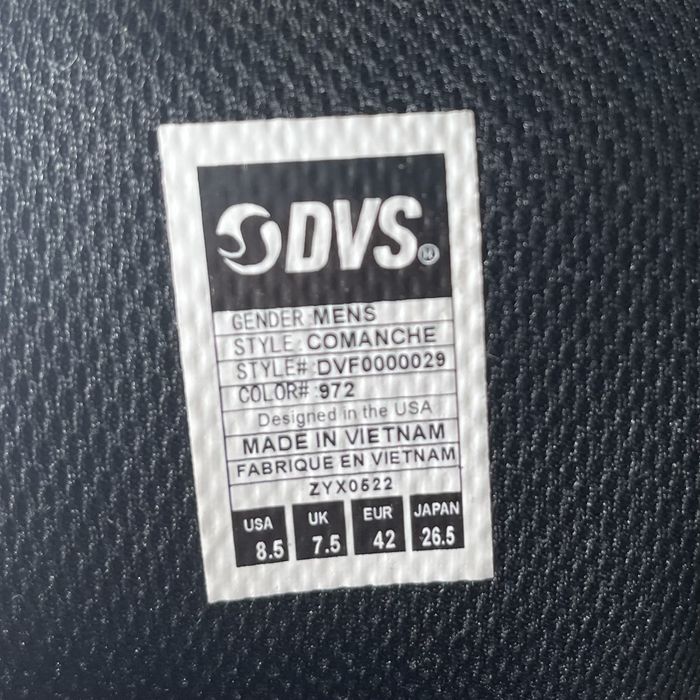 DVS
GENDER:MENS
STYLE:COMANCHE
STYLE#:DVF0000029
COLOR#:972
Designed in the USA
MADE IN VIETNAM
FABRIQUE EN VIETNAM
ZYX0522
USA UK EUR JAPAN
8.5 7.5 42 26.5